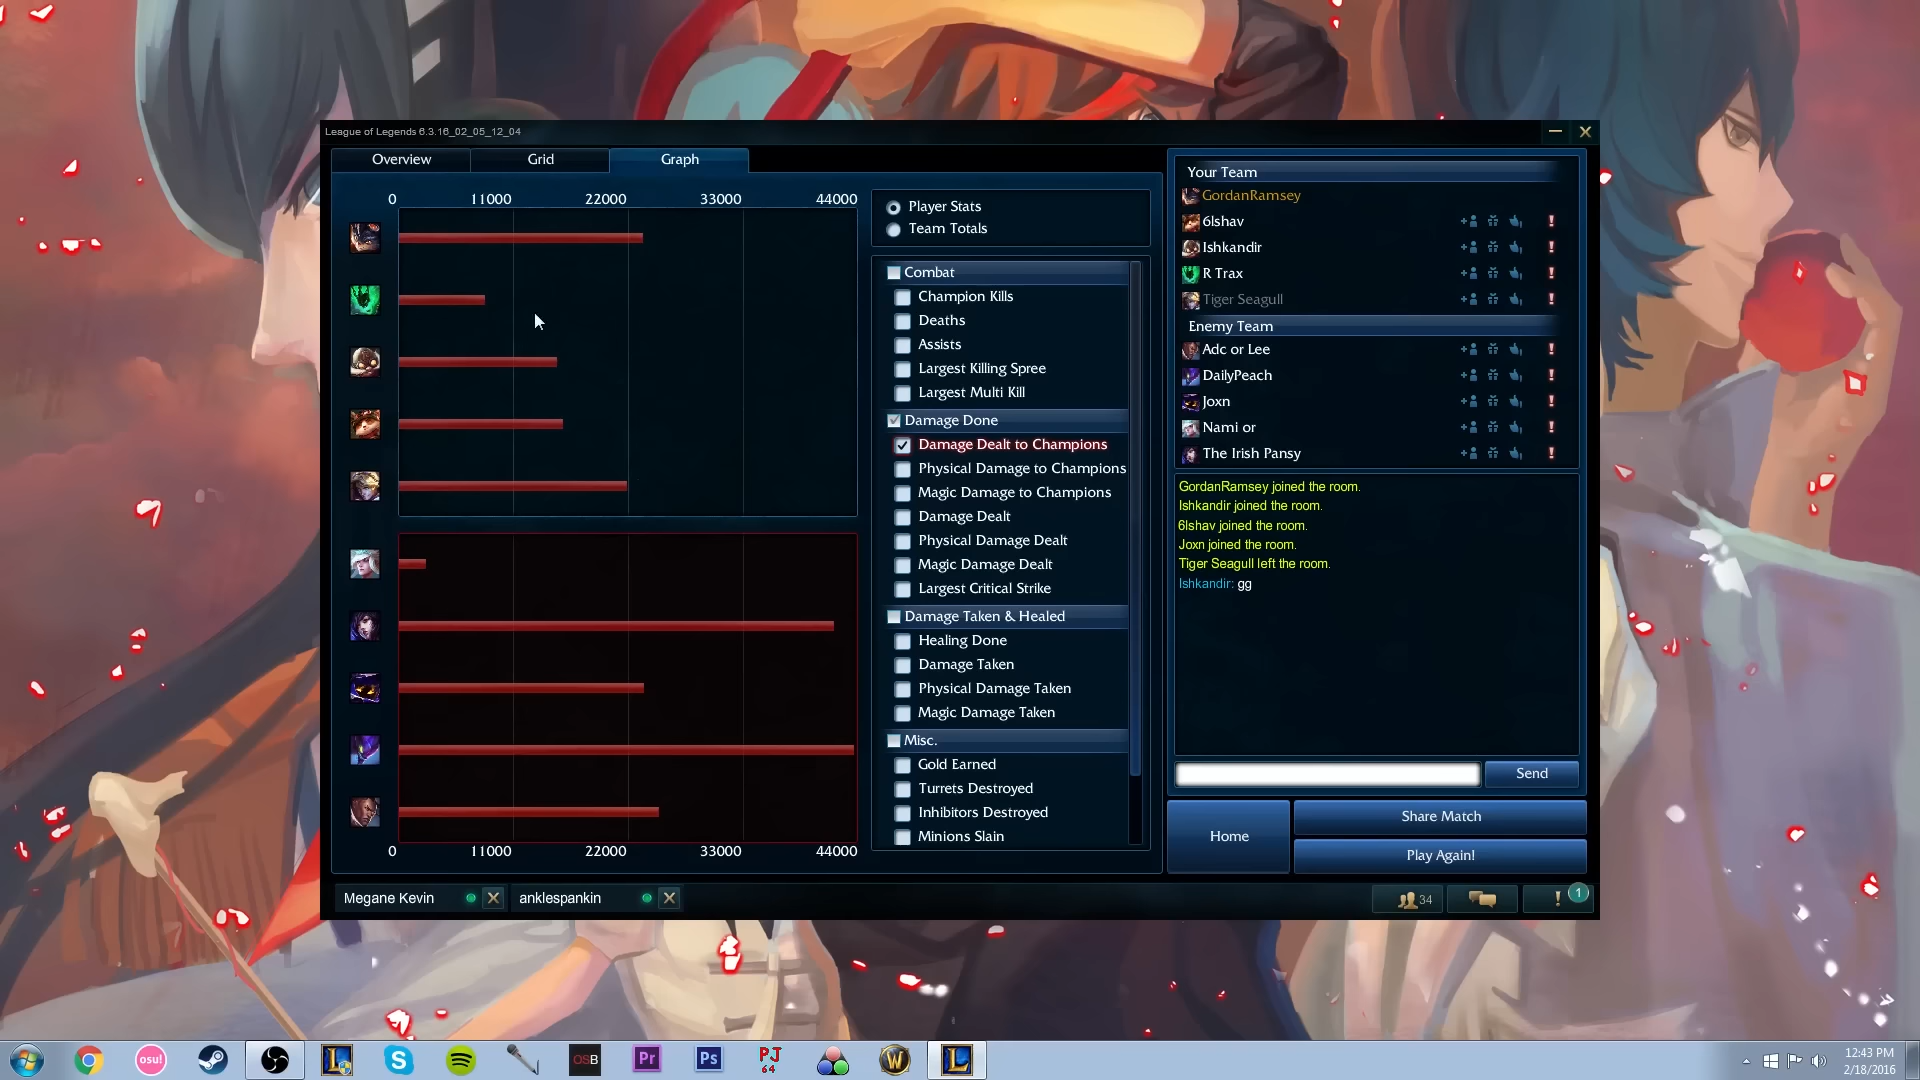 League of Legends 6.3.16_02_05_12_04
Overview
Grid
Graph
0 11000 22000 33000 44000
0 11000 22000 33000 44000
Player Stats
Team Totals
Combat
Champion Kills
Deaths
Assists
Largest Killing Spree
Largest Multi Kill
Damage Done
Damage Dealt to Champions
Physical Damage to Champions
Magic Damage to Champions
Damage Dealt
Physical Damage Dealt
Magic Damage Dealt
Largest Critical Strike
Damage Taken & Healed
Healing Done
Damage Taken
Physical Damage Taken
Magic Damage Taken
Misc.
Gold Earned
Turrets Destroyed
Inhibitors Destroyed
Minions Slain
Your Team
GordanRamsey
6lshav
Ishkandir
R Trax
Tiger Seagull
Enemy Team
Adc or Lee
DailyPeach
Joxn
Nami or
The Irish Pansy
GordanRamsey joined the room.
Ishkandir joined the room.
6lshav joined the room.
Joxn joined the room.
Tiger Seagull left the room.
Ishkandir: gg
Send
Home
Share Match
Play Again!
Megane Kevin
anklespankin
34
1
osu!
OSB
Pr
Ps
PJ
64
W
L
12:43 PM
2/18/2016